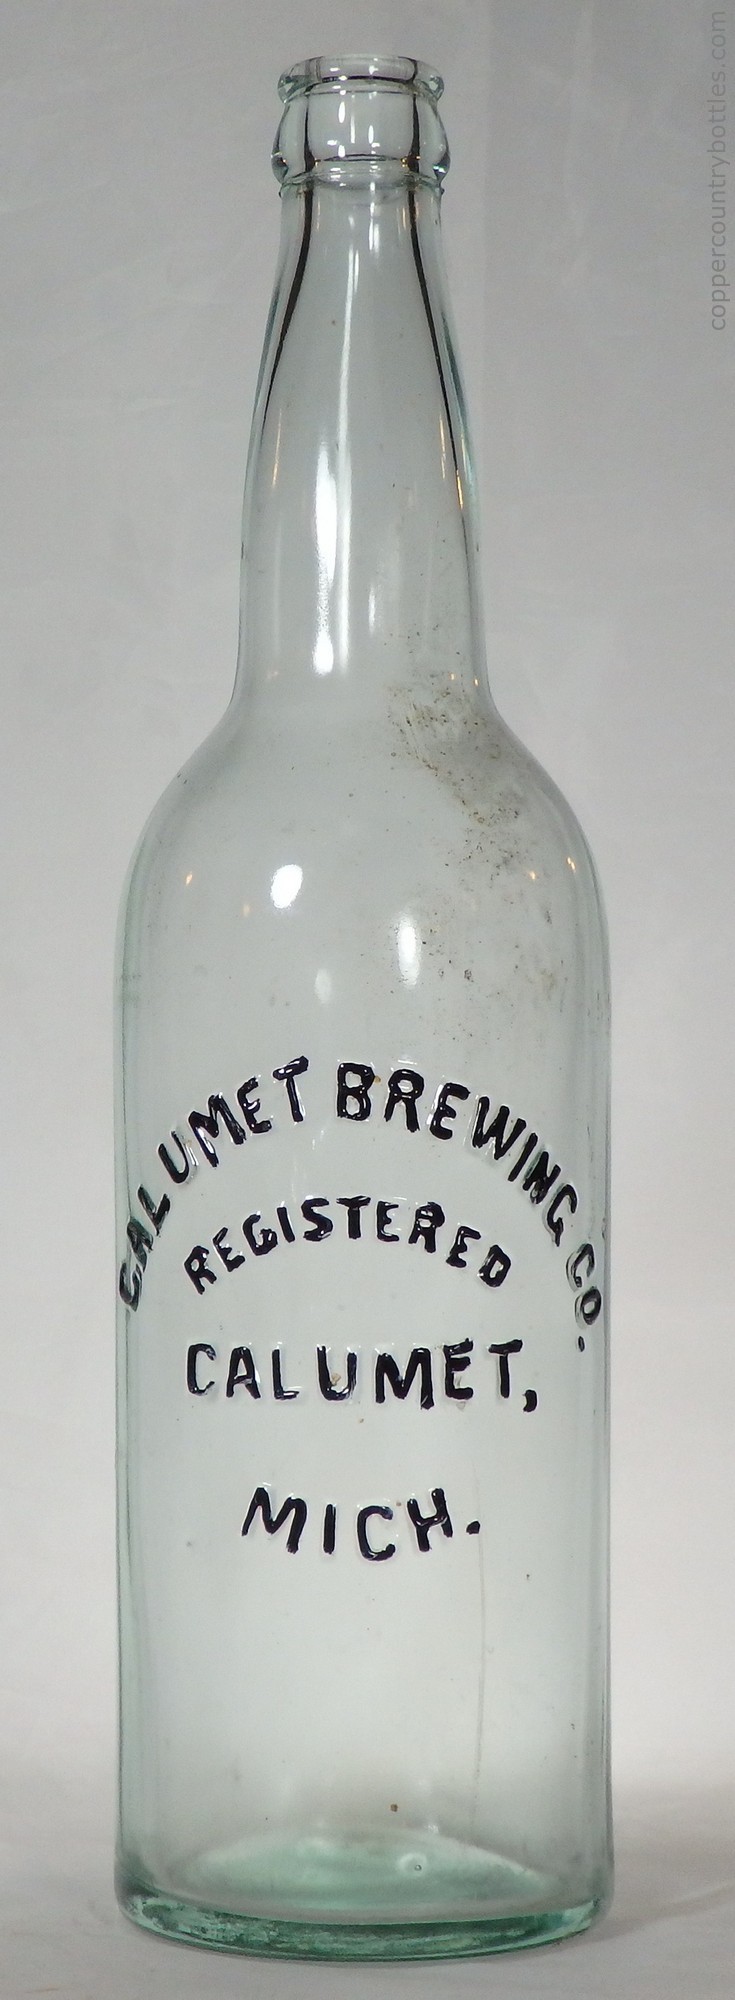 CALUMET BREWING CO.
REGISTERED
CALUMET,
MICH.
coppercountrybottles.com